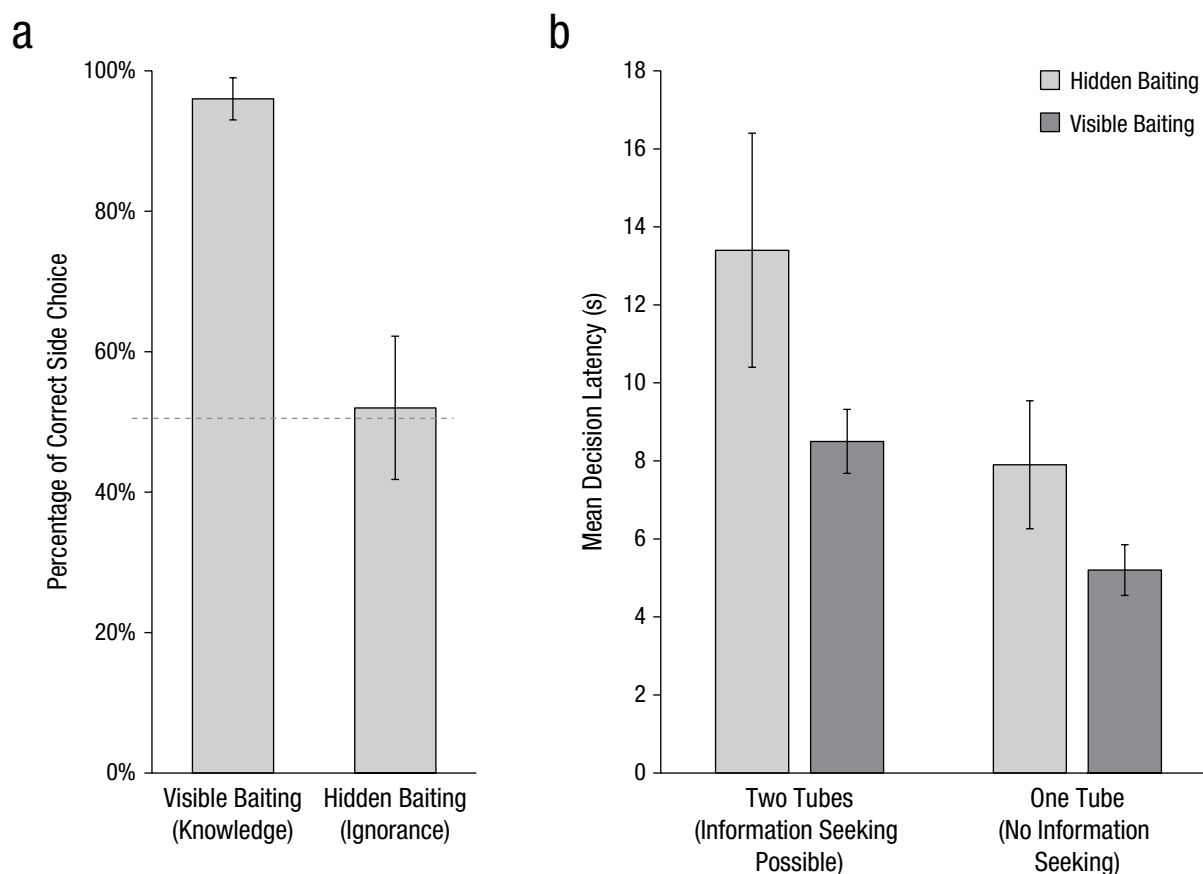 a
100%
80%
60%
40%
20%
0%
Percentage of Correct Side Choice
Visible Baiting
(Knowledge)
Hidden Baiting
(Ignorance)
b
18
16
14
12
10
8
6
4
2
0
Mean Decision Latency (s)
Hidden Baiting
Visible Baiting
Two Tubes
(Information Seeking
Possible)
One Tube
(No Information
Seeking)